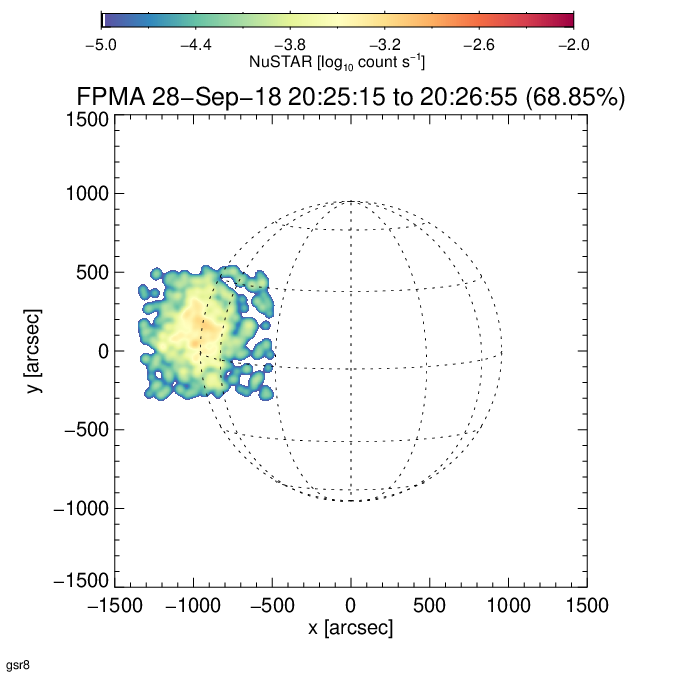 −5.0 −4.4 −3.8 −3.2 −2.6 −2.0
NuSTAR [log10 count s−1]
FPMA 28−Sep−18 20:25:15 to 20:26:55 (68.85%)
1500
1000
500
0
−500
−1000
−1500
y [arcsec]
−1500 −1000 −500 0 500 1000 1500
x [arcsec]
gsr8